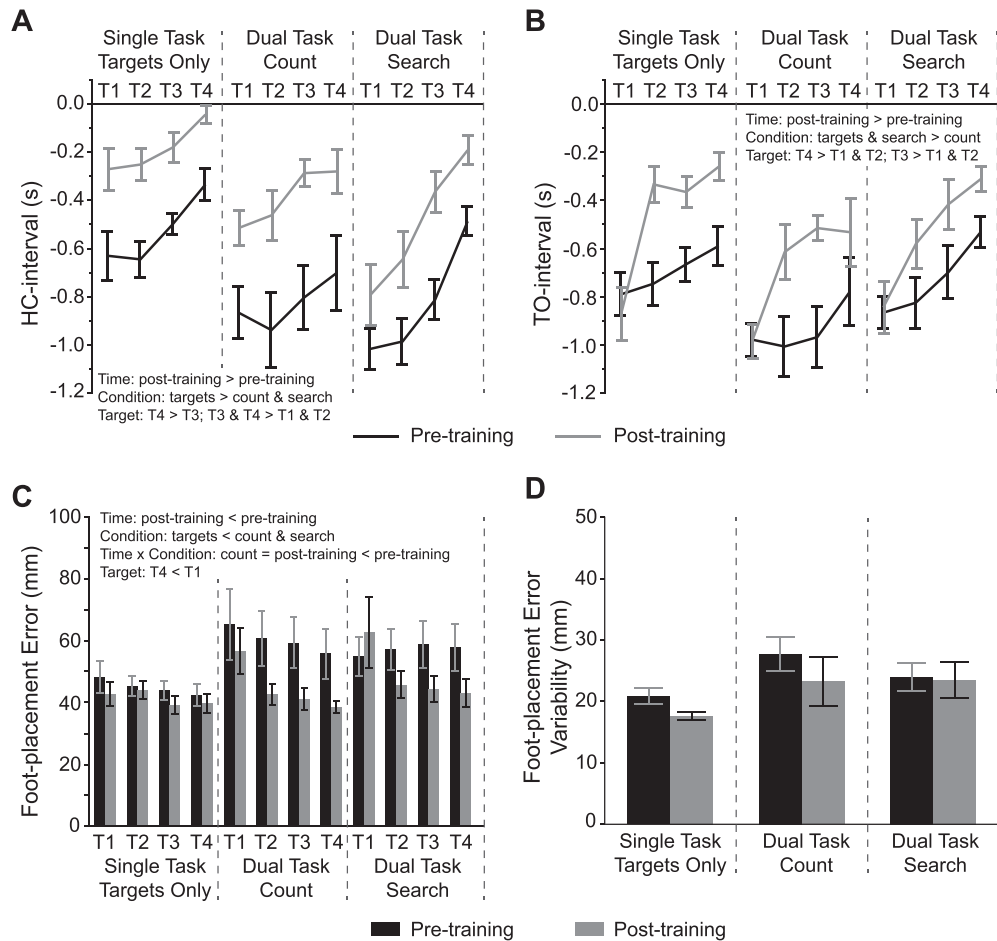 A
Single Task
Targets Only
Dual Task
Count
Dual Task
Search
T1 T2 T3 T4 T1 T2 T3 T4 T1 T2 T3 T4
0.0
-0.2
-0.4
-0.6
-0.8
-1.0
-1.2
HC-interval (s)
Time: post-training > pre-training
Condition: targets > count & search
Target: T4 > T3; T3 & T4 > T1 & T2
B
Single Task
Targets Only
Dual Task
Count
Dual Task
Search
T1 T2 T3 T4 T1 T2 T3 T4 T1 T2 T3 T4
0.0
-0.2
-0.4
-0.6
-0.8
-1.0
-1.2
TO-interval (s)
Time: post-training > pre-training
Condition: targets & search > count
Target: T4 > T1 & T2; T3 > T1 & T2
Pre-training Post-training
C
100
80
60
40
20
0
Foot-placement Error (mm)
Time: post-training < pre-training
Condition: targets < count & search
Time x Condition: count = post-training < pre-training
Target: T4 < T1
T1 T2 T3 T4 T1 T2 T3 T4 T1 T2 T3 T4
Single Task
Targets Only
Dual Task
Count
Dual Task
Search
D
50
40
30
20
10
0
Foot-placement Error
Variability (mm)
Single Task
Targets Only
Dual Task
Count
Dual Task
Search
Pre-training Post-training